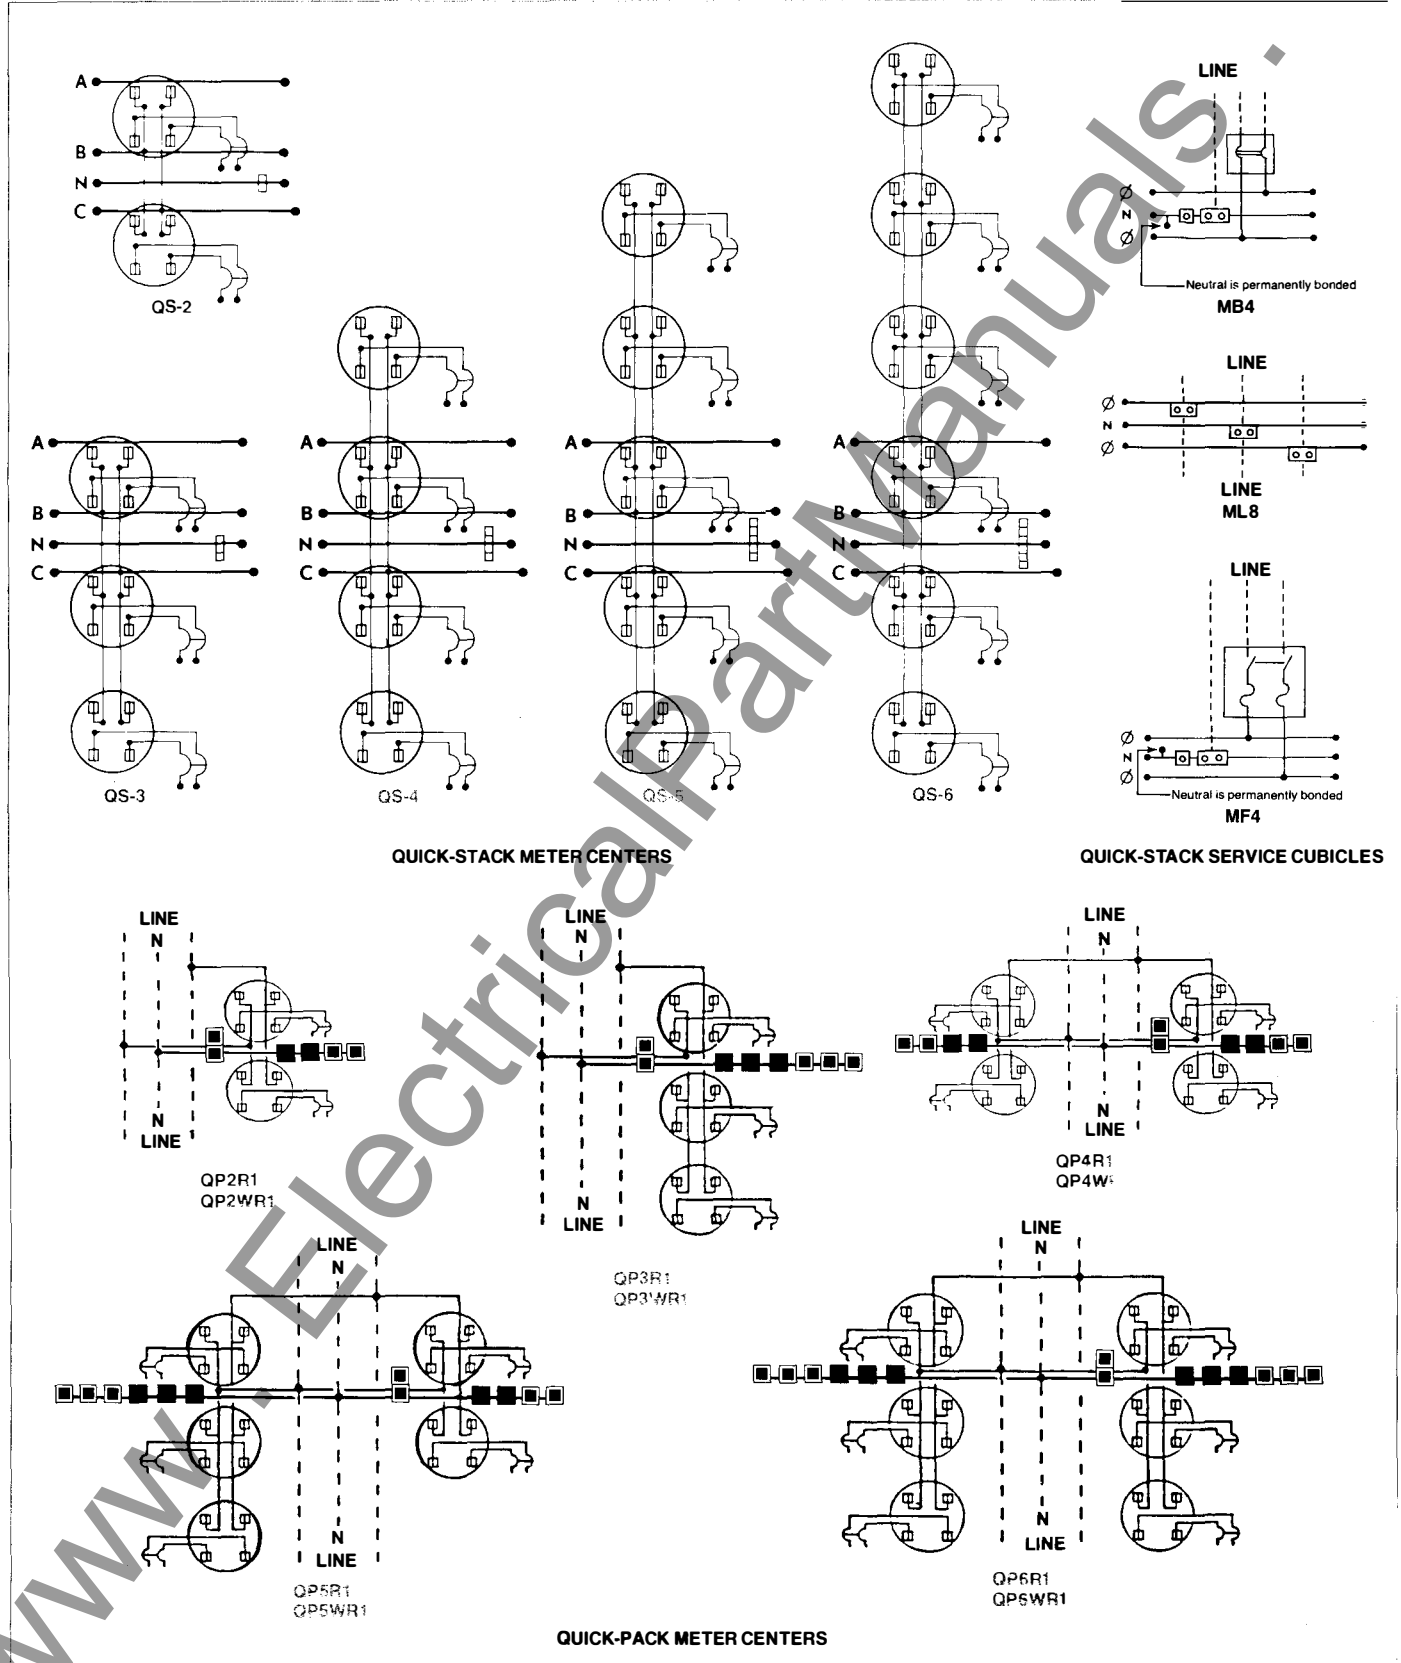 A
B
N
C
QS-2
A
B
N
C
QS-3
A
B
N
C
QS-4
A
B
N
C
QS-5
A
B
N
C
QS-6
LINE
Ø
N
Ø
Neutral is permanently bonded
MB4
LINE
Ø
N
Ø
LINE
ML8
LINE
Ø
N
Ø
Neutral is permanently bonded
MF4
QUICK-STACK METER CENTERS
QUICK-STACK SERVICE CUBICLES
LINE
N
N
LINE
QP2R1
QP2WR1
LINE
N
N
LINE
QP3R1
QP3WR1
LINE
N
N
LINE
QP4R1
LINE
N
N
LINE
QP5R1
QP5WR1
LINE
N
N
LINE
QP6R1
QP6WR1
QUICK-PACK METER CENTERS
www . ElectricalPartManuals .